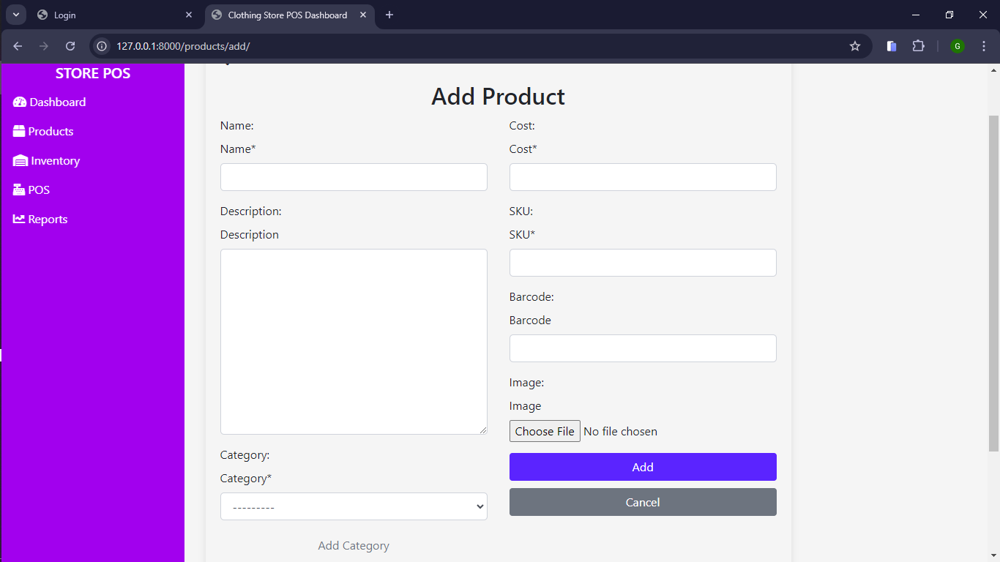 Login
Clothing Store POS Dashboard
127.0.0.1:8000/products/add/
G
STORE POS
Dashboard
Products
Inventory
POS
Reports
Add Product
Name:
Name*
Description:
Description
Category:
Category*
---------
Add Category
Cost:
Cost*
SKU:
SKU*
Barcode:
Barcode
Image:
Image
Choose File No file chosen
Add
Cancel